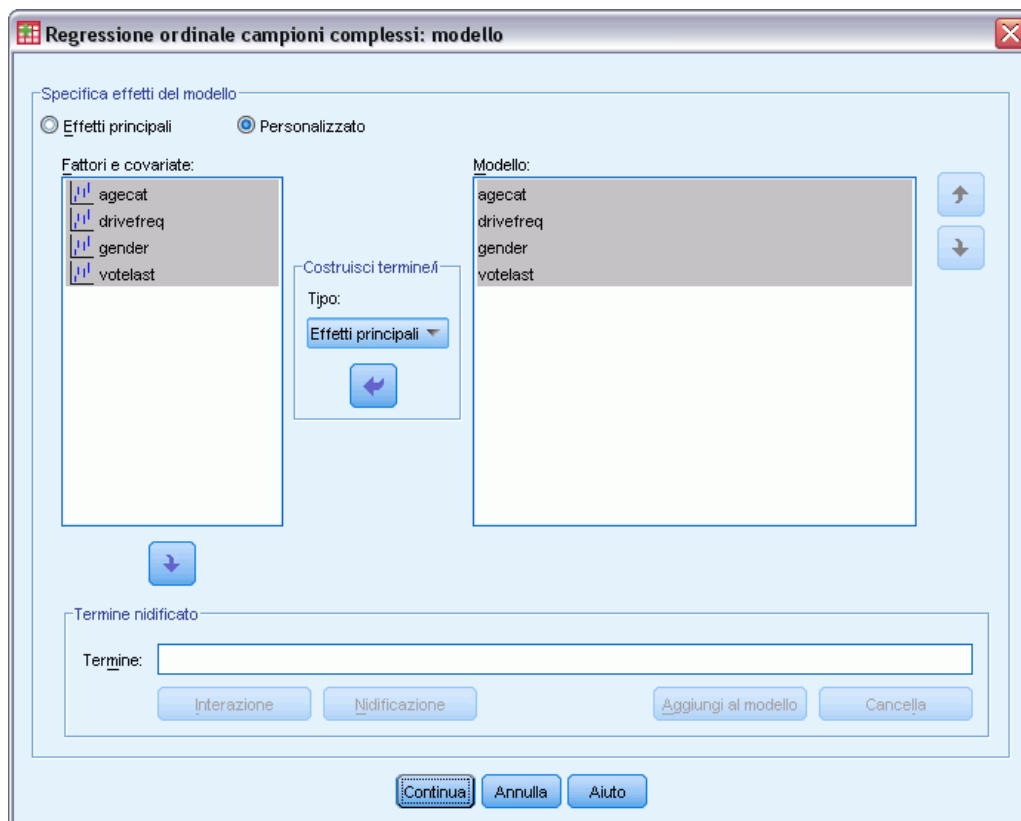 Regressione ordinale campioni complessi: modello
Specifica effetti del modello
Effetti principali
Personalizzato
Fattori e covariate:
agecat
drivefreq
gender
votelast
Costruisci termine/i
Tipo:
Effetti principali
Modello:
agecat
drivefreq
gender
votelast
Termine nidificato
Termine:
Interazione
Nidificazione
Aggiungi al modello
Cancella
Continua
Annulla
Aiuto